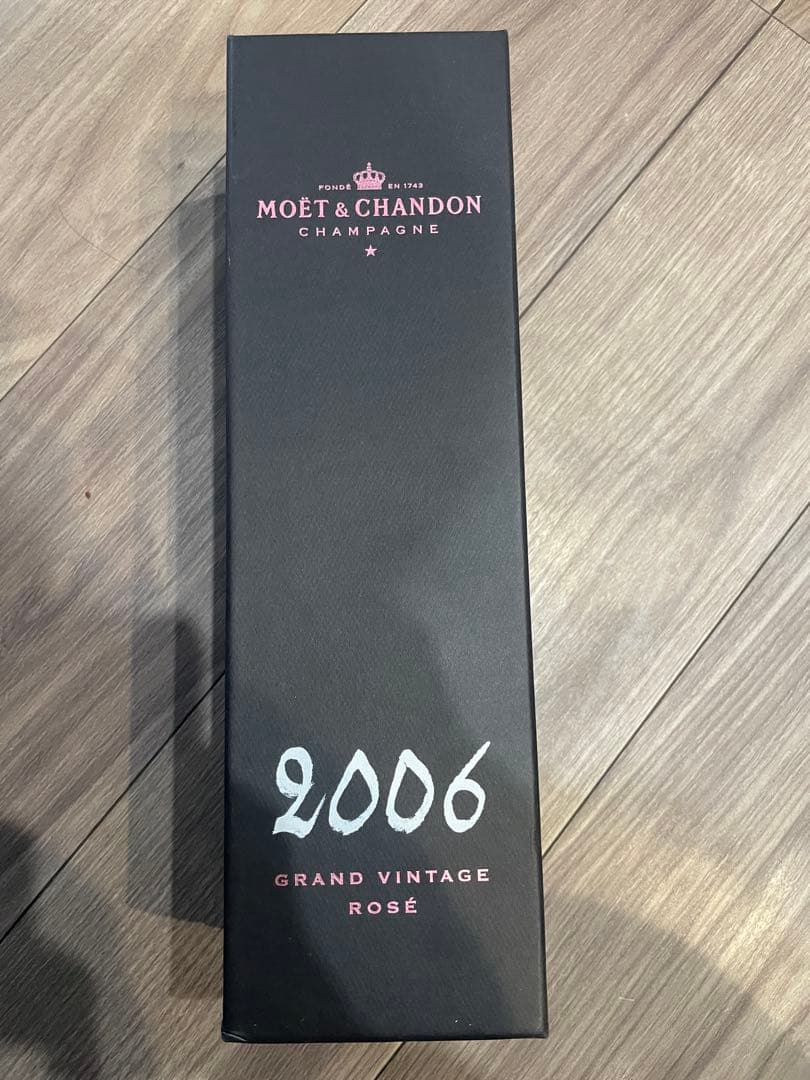 FONDÉ EN 1743
MOËT & CHANDON
CHAMPAGNE
2006
GRAND VINTAGE
ROSÉ